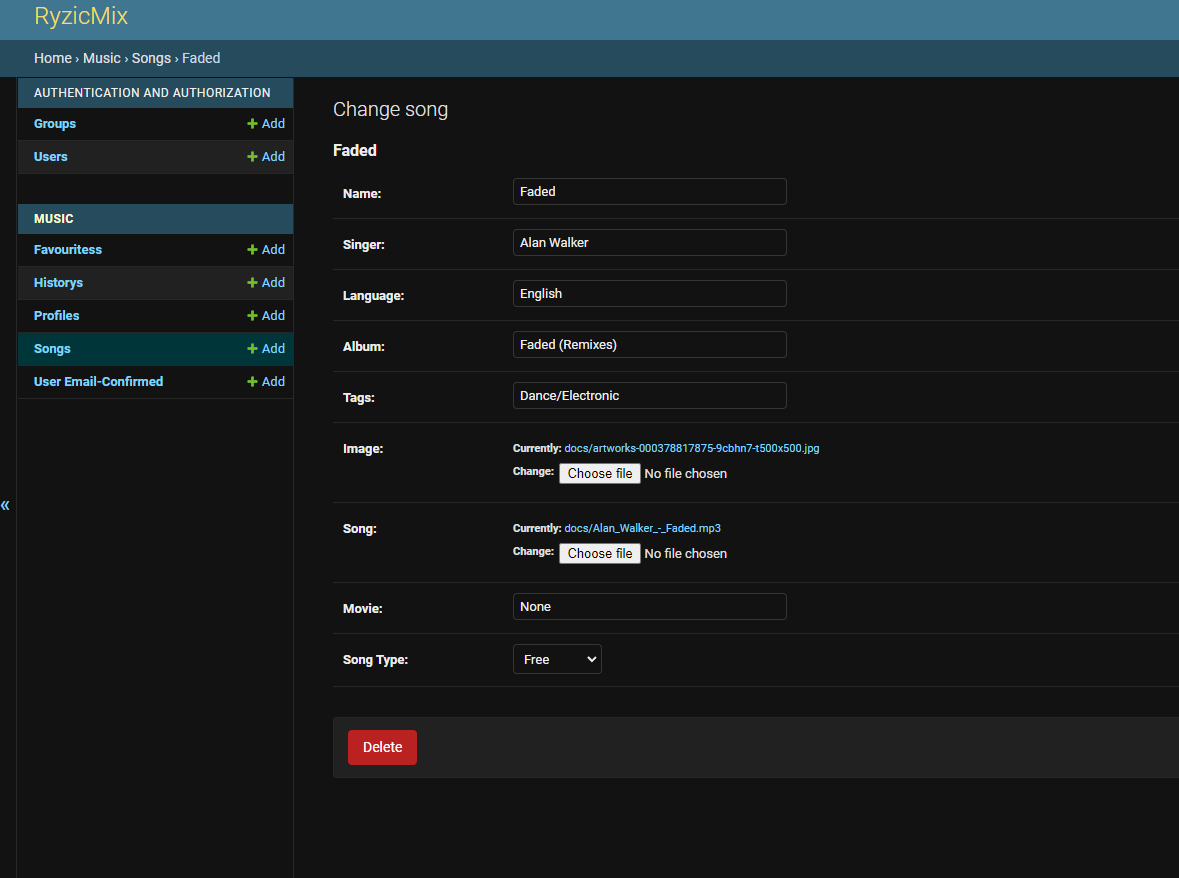 RyzicMix
Home › Music › Songs › Faded
AUTHENTICATION AND AUTHORIZATION
Groups + Add
Users + Add
MUSIC
Favouritess + Add
Historys + Add
Profiles + Add
Songs + Add
User Email-Confirmed + Add
«
Change song
Faded
Name: Faded
Singer: Alan Walker
Language: English
Album: Faded (Remixes)
Tags: Dance/Electronic
Image: Currently: docs/artworks-000378817875-9cbhn7-t500x500.jpg
Change: Choose file No file chosen
Song: Currently: docs/Alan_Walker_-_Faded.mp3
Change: Choose file No file chosen
Movie: None
Song Type: Free
Delete